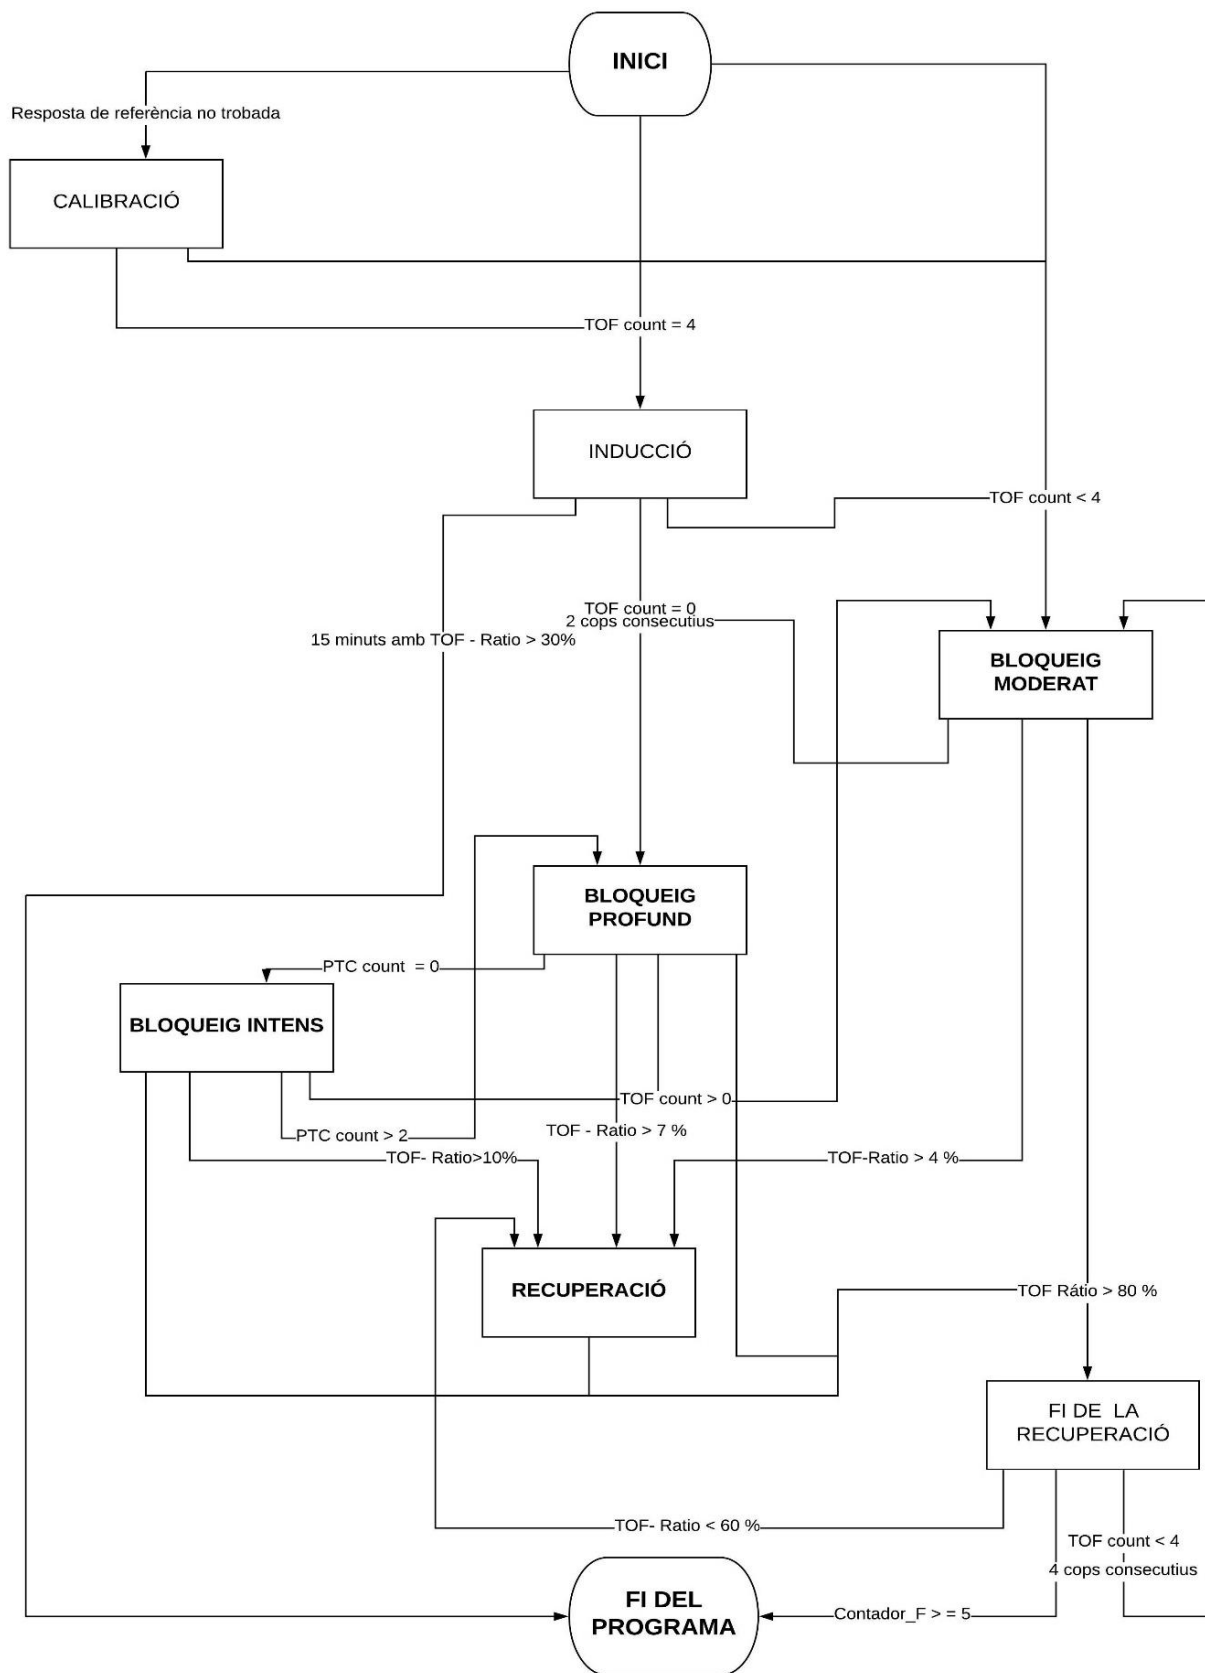 INICI
Resposta de referència no trobada
CALIBRACIÓ
TOF count = 4
INDUCCIÓ
TOF count < 4
TOF count = 0
2 cops consecutius
15 minuts amb TOF - Ratio > 30%
BLOQUEIG
MODERAT
BLOQUEIG
PROFUND
PTC count = 0
BLOQUEIG INTENS
TOF count > 0
TOF - Ratio > 7 %
PTC count > 2
TOF- Ratio>10%
TOF-Ratio > 4 %
RECUPERACIÓ
TOF Rátio > 80 %
FI DE LA
RECUPERACIÓ
TOF- Ratio < 60 %
TOF count < 4
4 cops consecutius
FI DEL
PROGRAMA
Contador_F > = 5